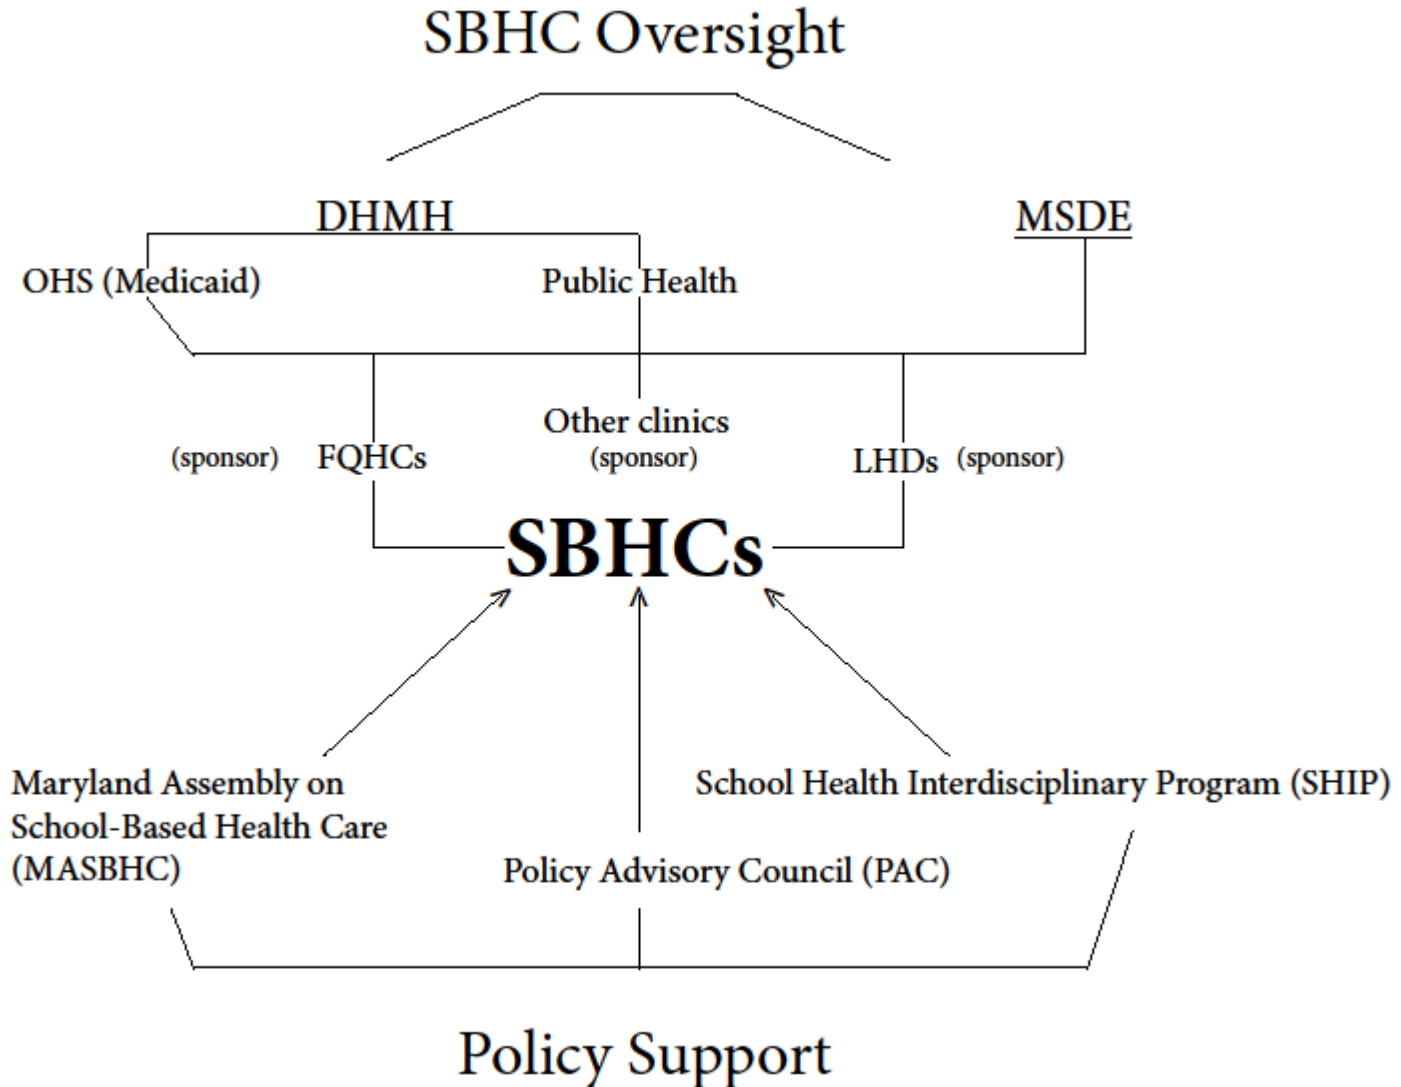 SBHC Oversight
DHMH
MSDE
OHS (Medicaid)
Public Health
Other clinics
(sponsor)
FQHCs
(sponsor)
LHDs
(sponsor)
SBHCs
Maryland Assembly on
School-Based Health Care
(MASBHC)
School Health Interdisciplinary Program (SHIP)
Policy Advisory Council (PAC)
Policy Support